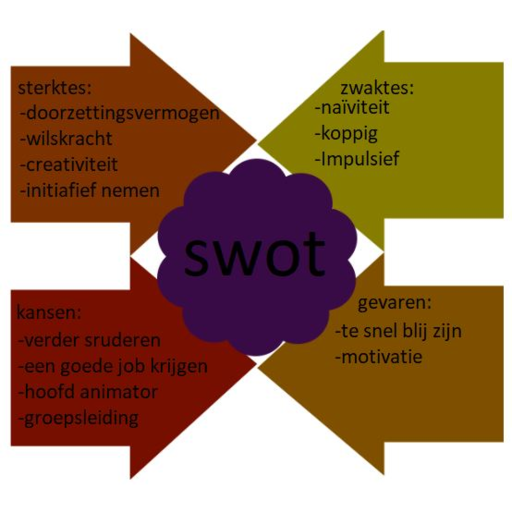 sterktes:
-doorzettingsvermogen
-wilskracht
-creativiteit
-initiafief nemen
zwaktes:
-naïviteit
-koppig
-Impulsief
swot
kansen:
-verder sruderen
-een goede job krijgen
-hoofd animator
-groepsleiding
gevaren:
-te snel blij zijn
-motivatie